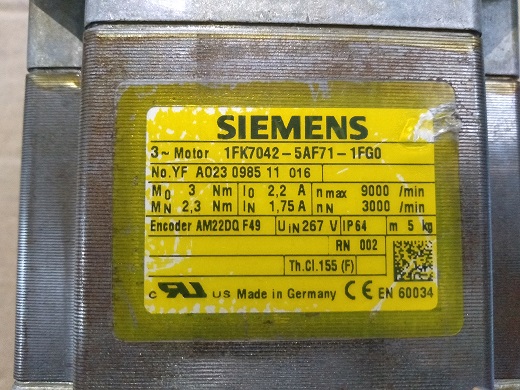 SIEMENS
3~ Motor 1FK7042-5AF71-1FG0
No.YF A023 0985 11 016
M0 3 Nm I0 2,2 A nmax 9000 /min
MN 2,3 Nm IN 1,75 A nN 3000 /min
Encoder AM22DQ F49 UIN 267 V IP64 m 5 kg
RN 002
Th.Cl.155 (F)
c RU US Made in Germany CE EN 60034